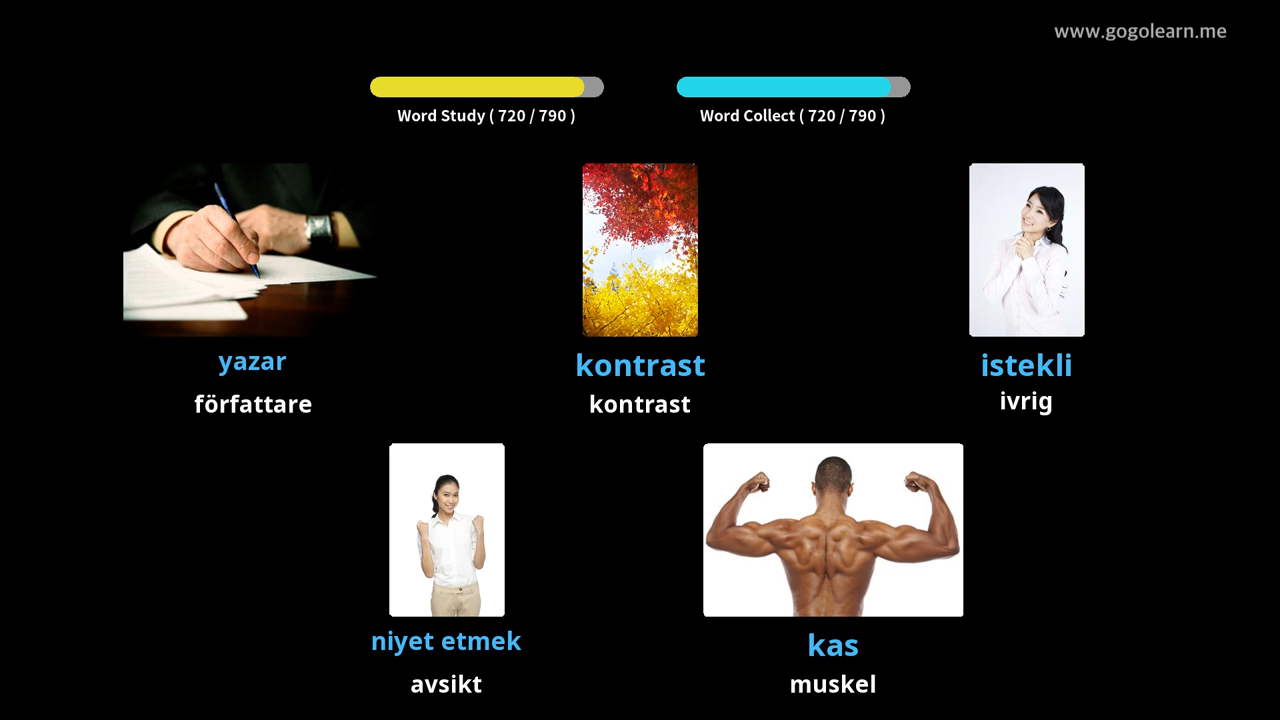 www.gogolearn.me
Word Study ( 720 / 790 )
Word Collect ( 720 / 790 )
yazar
författare
kontrast
kontrast
istekli
ivrig
niyet etmek
avsikt
kas
muskel